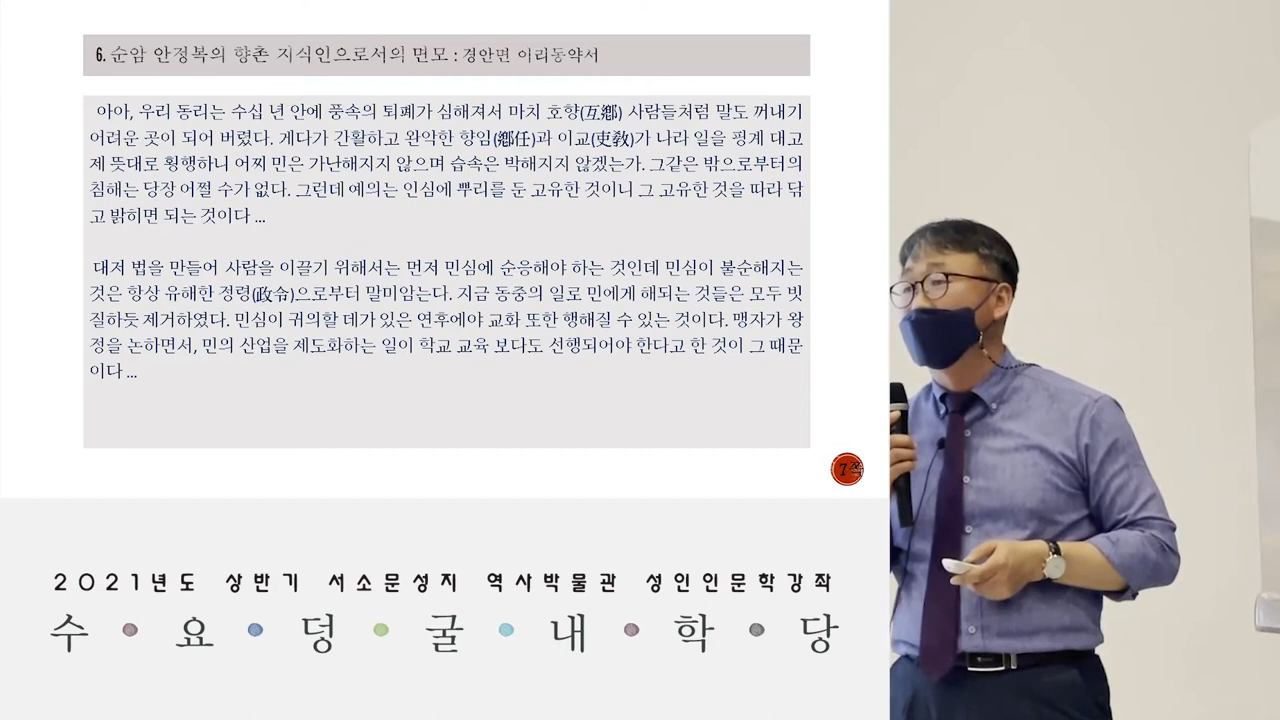 6. 순암 안정복의 향촌 지식인으로서의 면모 : 경안면 이리동약서
아아, 우리 동리는 수십 년 안에 풍속의 퇴폐가 심해져서 마치 호향(互鄕) 사람들처럼 말도 꺼내기
어려운 곳이 되어 버렸다. 게다가 간활하고 완악한 향임(鄕任)과 이교(吏敎)가 나라 일을 핑계 대고
제 뜻대로 횡행하니 어찌 민은 가난해지지 않으며 습속은 박해지지 않겠는가. 그같은 밖으로부터의
침해는 당장 어쩔 수가 없다. 그런데 예의는 인심에 뿌리를 둔 고유한 것이니 그 고유한 것을 따라 닦
고 밝히면 되는 것이다 ...
대저 법을 만들어 사람을 이끌기 위해서는 먼저 민심에 순응해야 하는 것인데 민심이 불순해지는
것은 항상 유해한 정령(政令)으로부터 말미암는다. 지금 동중의 일로 민에게 해되는 것들은 모두 빗
질하듯 제거하였다. 민심이 귀의할 데가 있은 연후에야 교화 또한 행해질 수 있는 것이다. 맹자가 왕
정을 논하면서, 민의 산업을 제도화하는 일이 학교 교육 보다도 선행되어야 한다고 한 것이 그 때문
이다 ...
7쪽
2021년도 상반기 서소문성지 역사박물관 성인인문학강좌
수•요•덩•굴•내•학•당